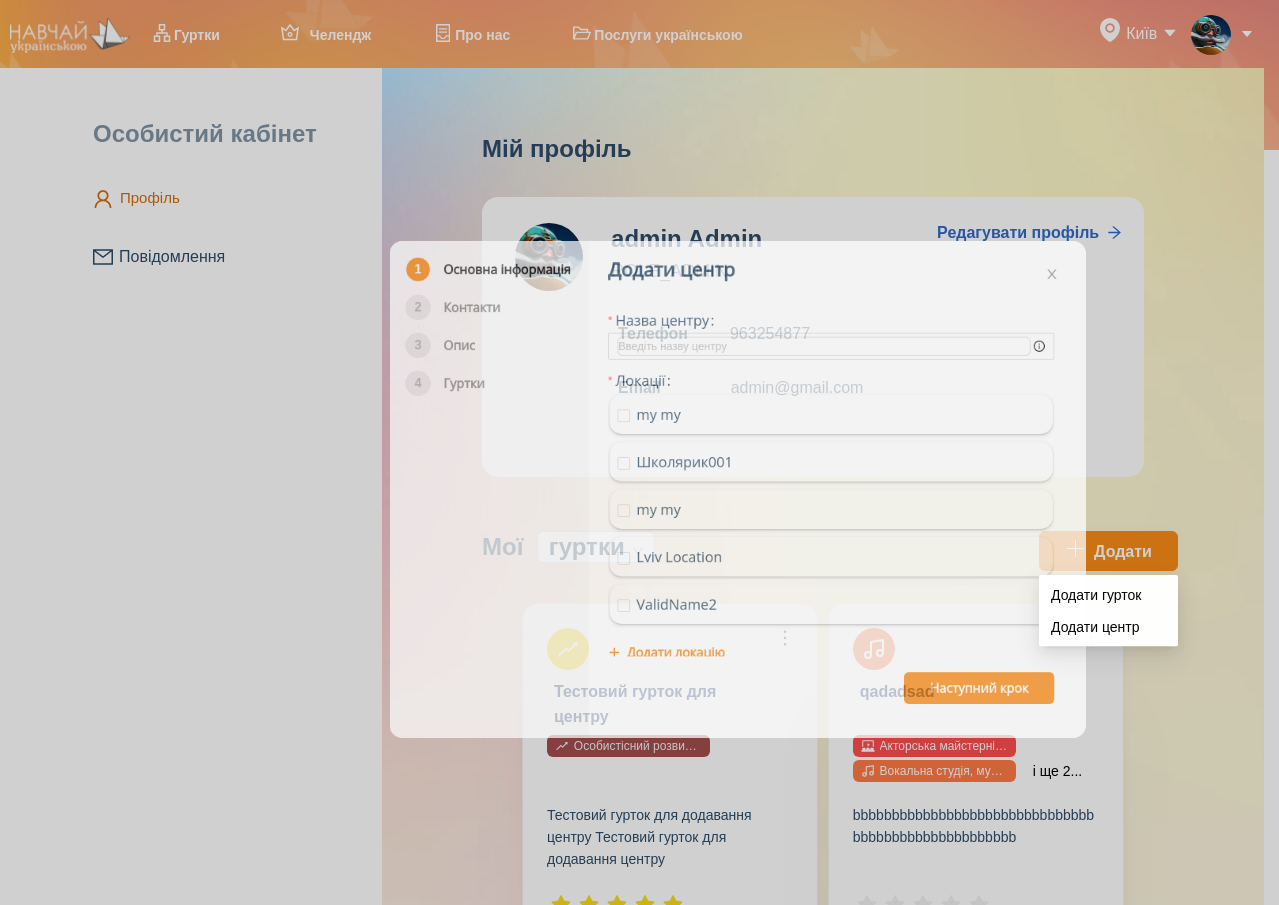 НАВЧАЙ
українською
Гуртки
Челендж
Про нас
Послуги українською
Київ
Особистий кабінет
Профіль
Повідомлення
Мій профіль
admin Admin
Редагувати профіль
Телефон 963254877
Email admin@gmail.com
1 Основна інформація
2 Контакти
3 Опис
4 Гуртки
Додати центр
* Назва центру:
Введіть назву центру
* Локації:
my my
Школярик001
my my
Lviv Location
ValidName2
+ Додати локацію
Наступний крок
Мої гуртки
Додати
Додати гурток
Додати центр
Тестовий гурток для
центру
Особистісний розви...
Тестовий гурток для додавання
центру Тестовий гурток для
додавання центру
qadadsad
Акторська майстерні...
Вокальна студія, му...
і ще 2...
bbbbbbbbbbbbbbbbbbbbbbbbbbbbbbb
bbbbbbbbbbbbbbbbbbbbb